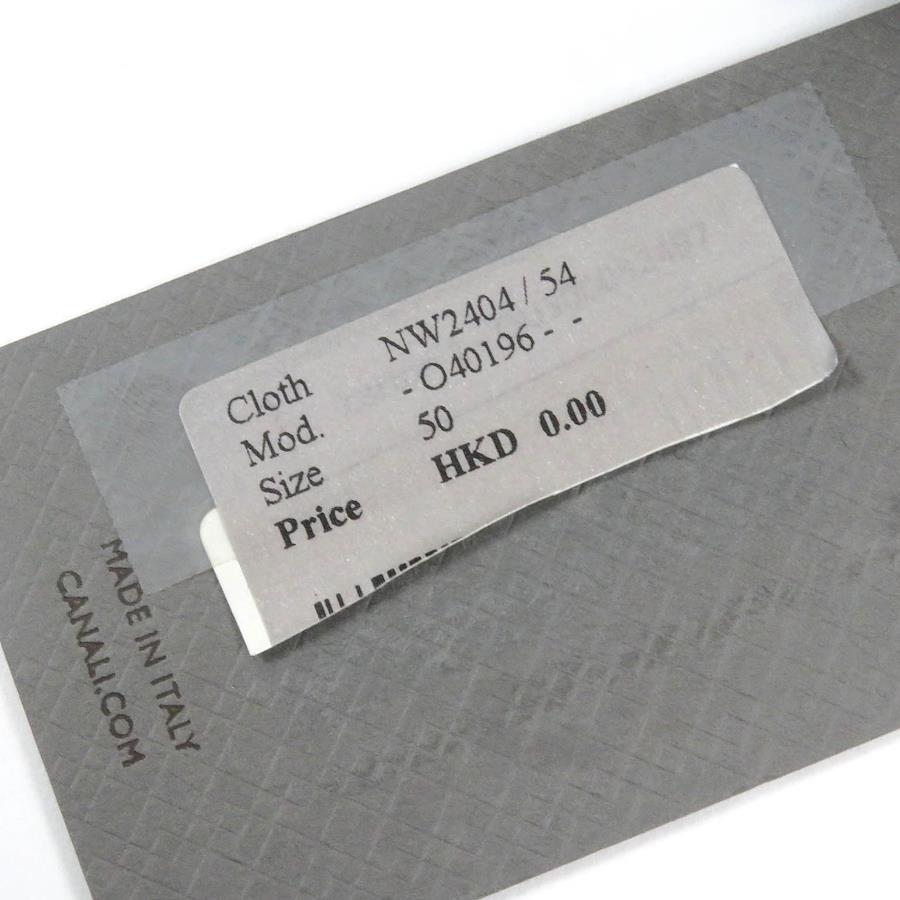 Cloth NW2404 / 54
Mod. - O40196 - -
Size 50
Price HKD 0.00
MADE IN ITALY
CANALI.COM